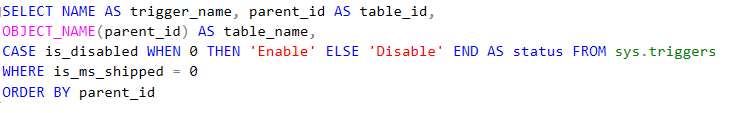 SELECT NAME AS trigger_name, parent_id AS table_id,
OBJECT_NAME(parent_id) AS table_name,
CASE is_disabled WHEN 0 THEN 'Enable' ELSE 'Disable' END AS status FROM sys.triggers
WHERE is_ms_shipped = 0
ORDER BY parent_id